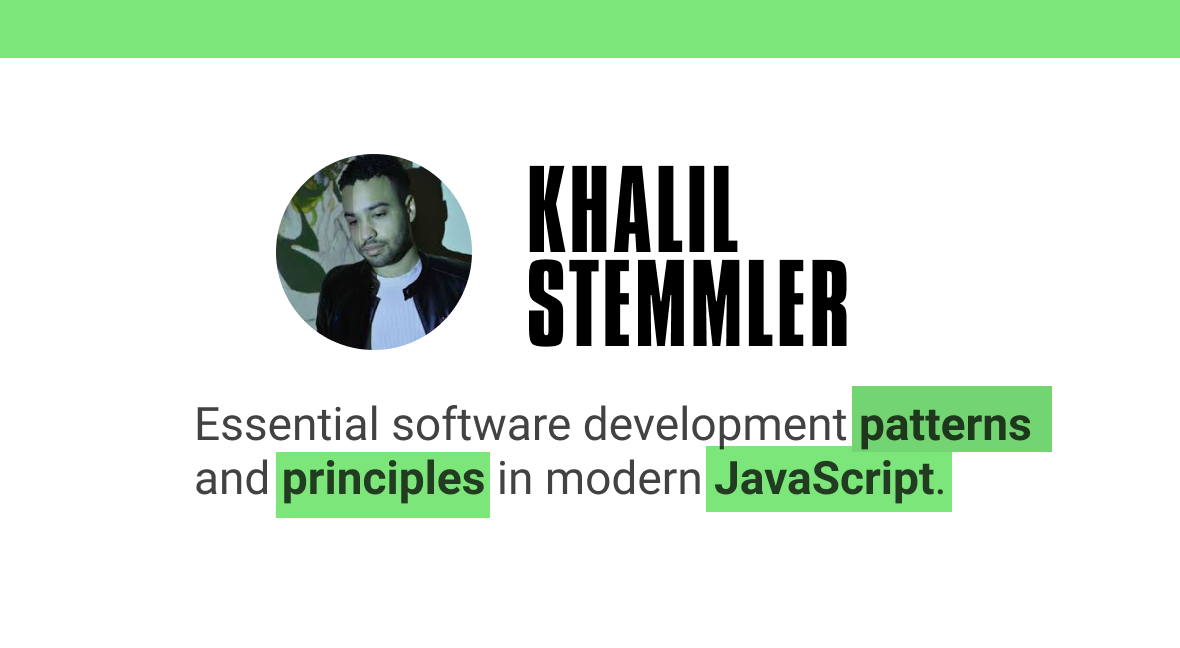 KHALIL
STEMMLER
Essential software development patterns
and principles in modern JavaScript.